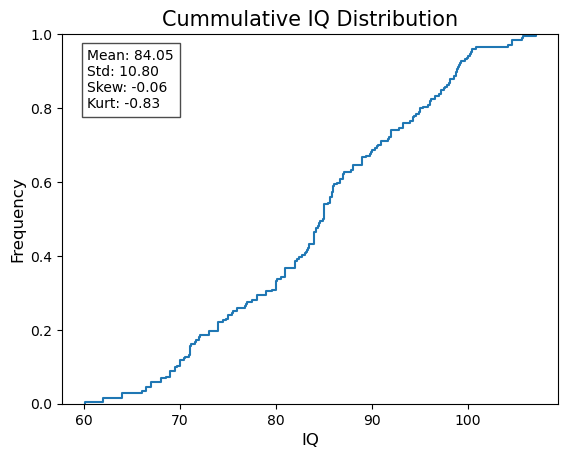 Cummulative IQ Distribution
Mean: 84.05
Std: 10.80
Skew: -0.06
Kurt: -0.83
1.0
0.8
0.6
0.4
0.2
0.0
Frequency
60
70
80
90
100
IQ